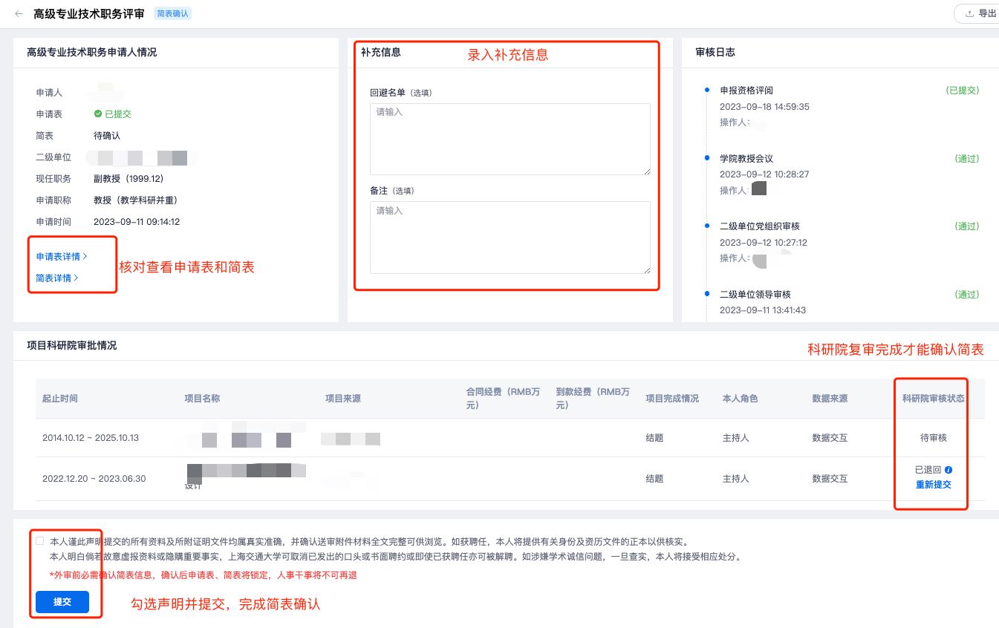 高级专业技术职务评审 简表确认
导出
高级专业技术职务申请人情况
申请人
申请表 已提交
简表 待确认
二级单位
现任职务 副教授（1999.12）
申请职称 教授（教学科研并重）
申请时间 2023-09-11 09:14:12
申请表详情
简表详情
核对查看申请表和简表
补充信息
录入补充信息
回避名单（选填）
请输入
备注（选填）
请输入
审核日志
申报资格评阅 （已提交）
2023-09-18 14:59:35
操作人:
学院教授会议 （通过）
2023-09-12 10:28:27
操作人:
二级单位党组织审核 （通过）
2023-09-12 10:27:12
操作人:
二级单位领导审核 （通过）
2023-09-11 13:41:43
项目科研院审批情况
科研院复审完成才能确认简表
起止时间 项目名称 项目来源 合同经费（RMB万元） 到款经费（RMB万元） 项目完成情况 本人角色 数据来源 科研院审核状态
2014.10.12 ~ 2025.10.13 结题 主持人 数据交互 待审核
2022.12.20 ~ 2023.06.30 设计 结题 主持人 数据交互 已退回
重新提交
本人谨此声明提交的所有资料及所附证明文件均属真实准确，并确认送审附件材料全文完整可供浏览。如获聘任，本人将提供有关身份及资历文件的正本以供核实。
本人明白倘若故意虚报资料或隐瞒重要事实，上海交通大学可取消已发出的口头或书面聘约或即使已获聘任亦可被解聘。如涉嫌学术诚信问题，一旦查实，本人将接受相应处分。
*外审前必需确认简表信息，确认后申请表、简表将锁定，人事干事将不可再退
提交
勾选声明并提交，完成简表确认